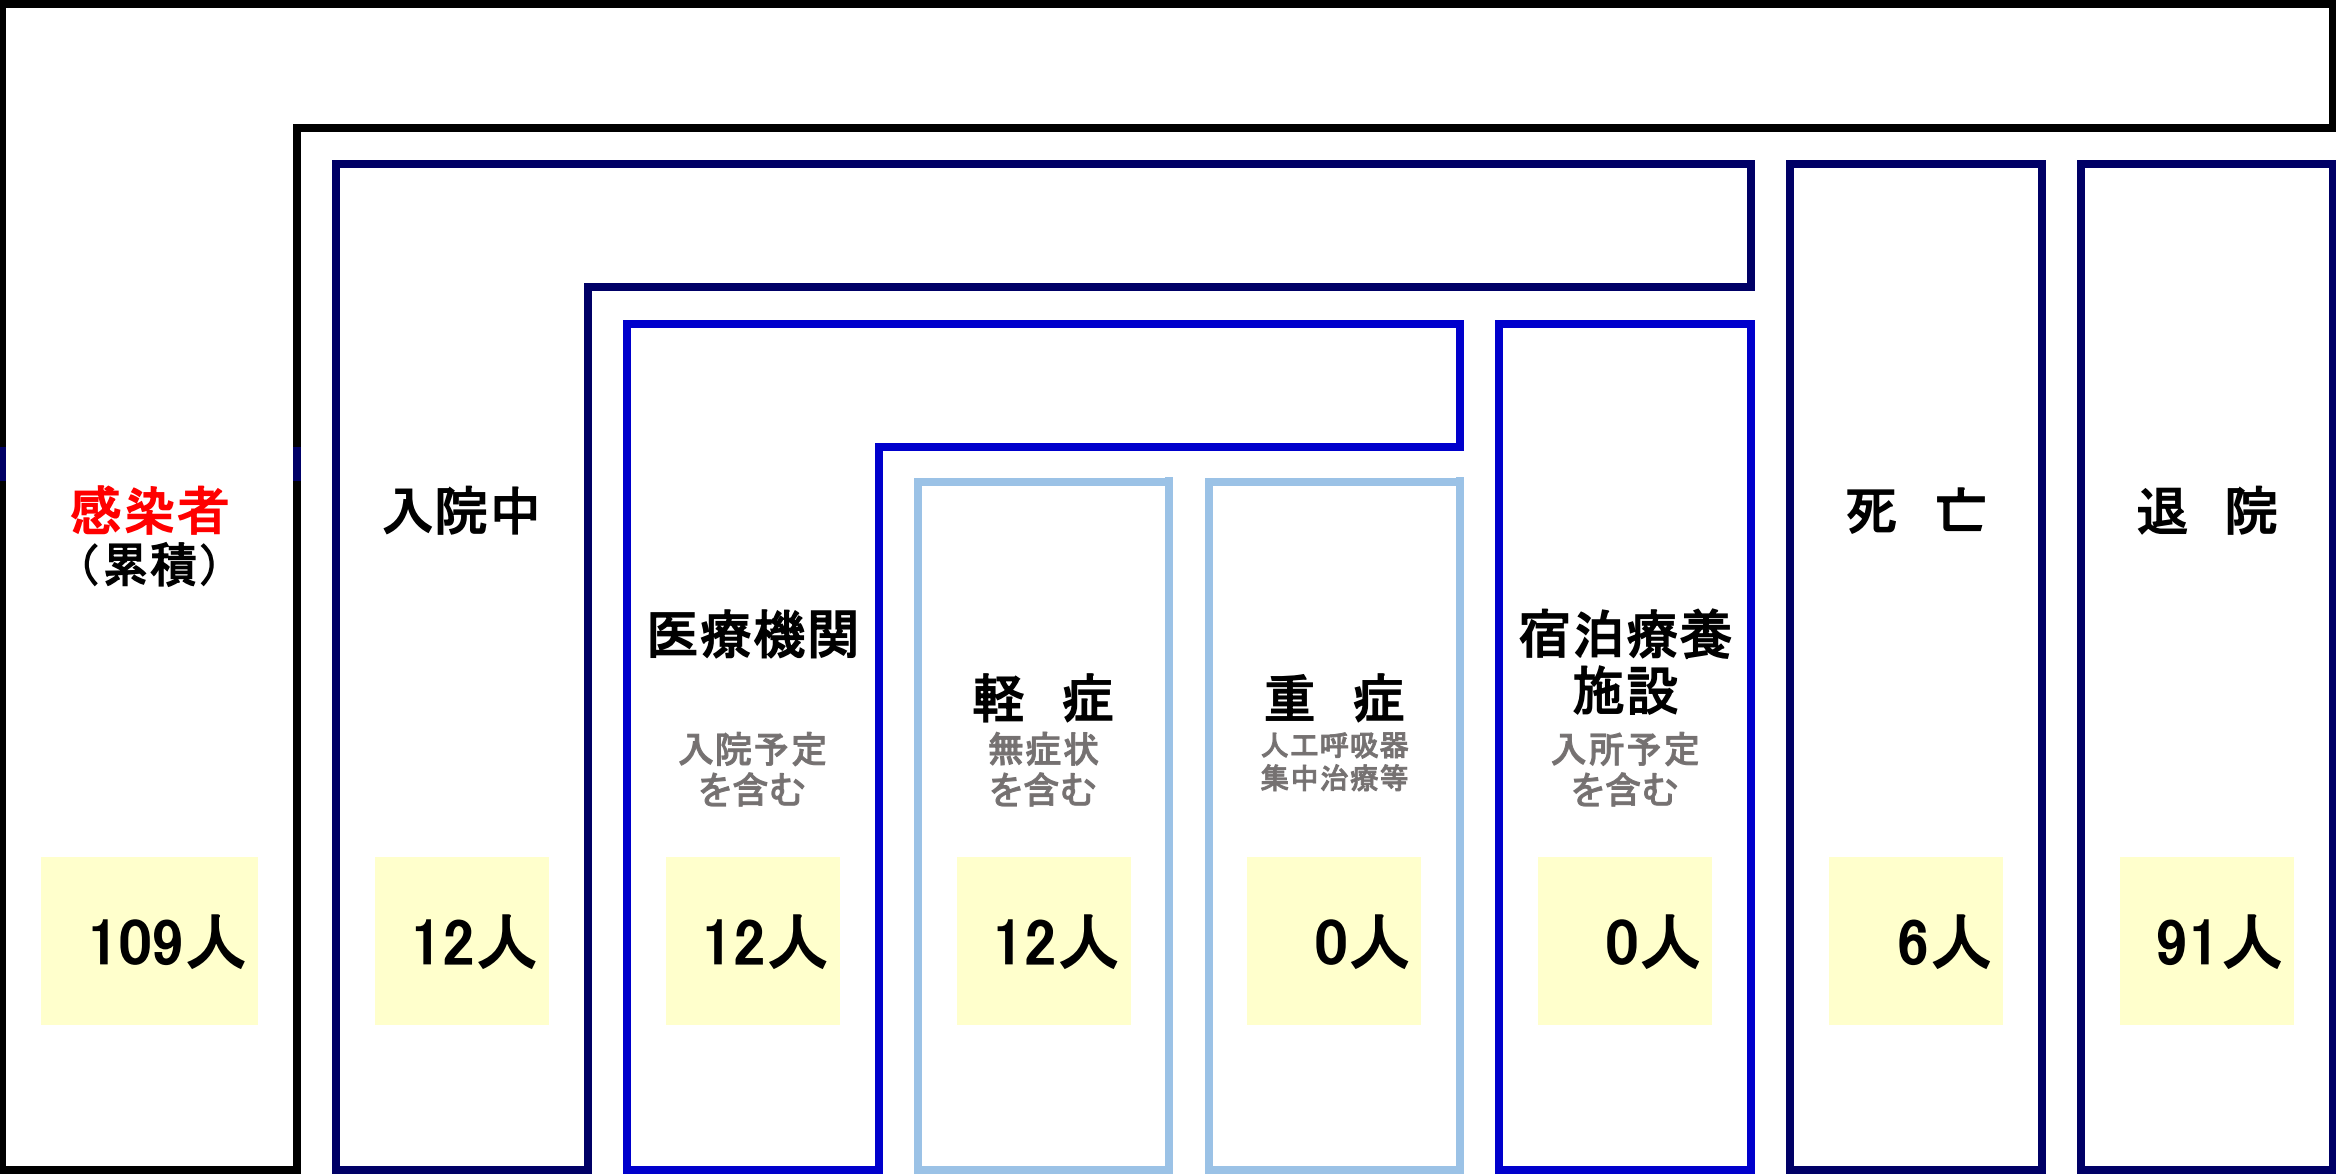 感染者
（累積）
109人
入院中
12人
医療機関
入院予定
を含む
12人
軽 症
無症状
を含む
12人
重 症
人工呼吸器
集中治療等
0人
宿泊療養
施設
入所予定
を含む
0人
死 亡
6人
退 院
91人